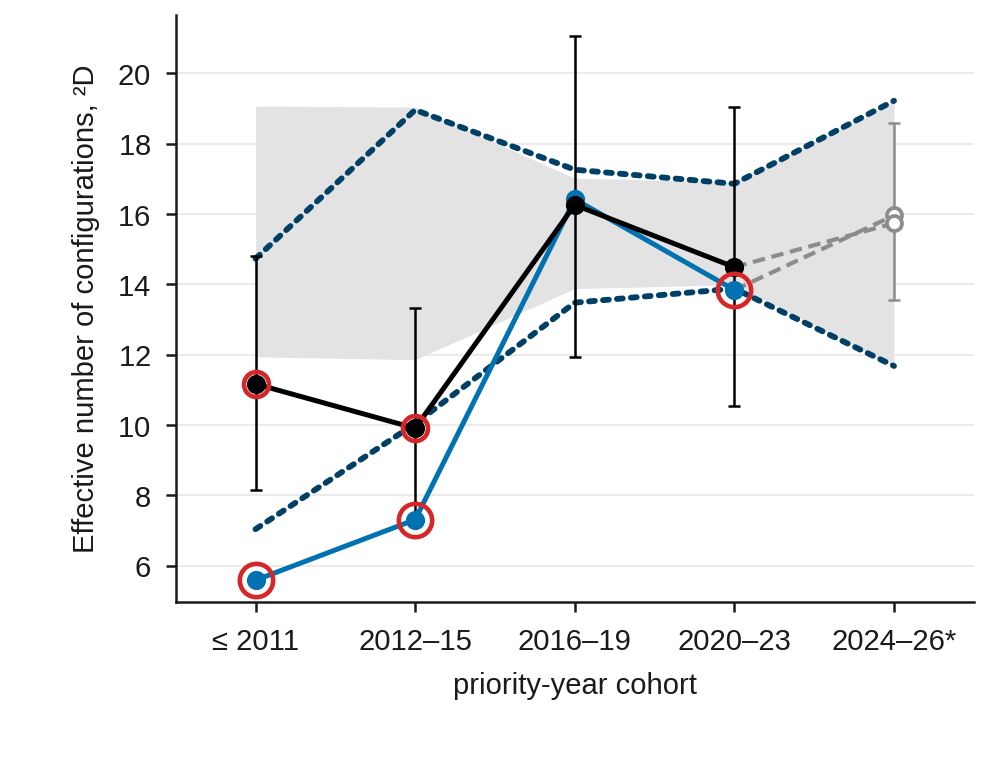 Effective number of configurations, ²D
20
18
16
14
12
10
8
6
≤ 2011 2012–15 2016–19 2020–23 2024–26*
priority-year cohort